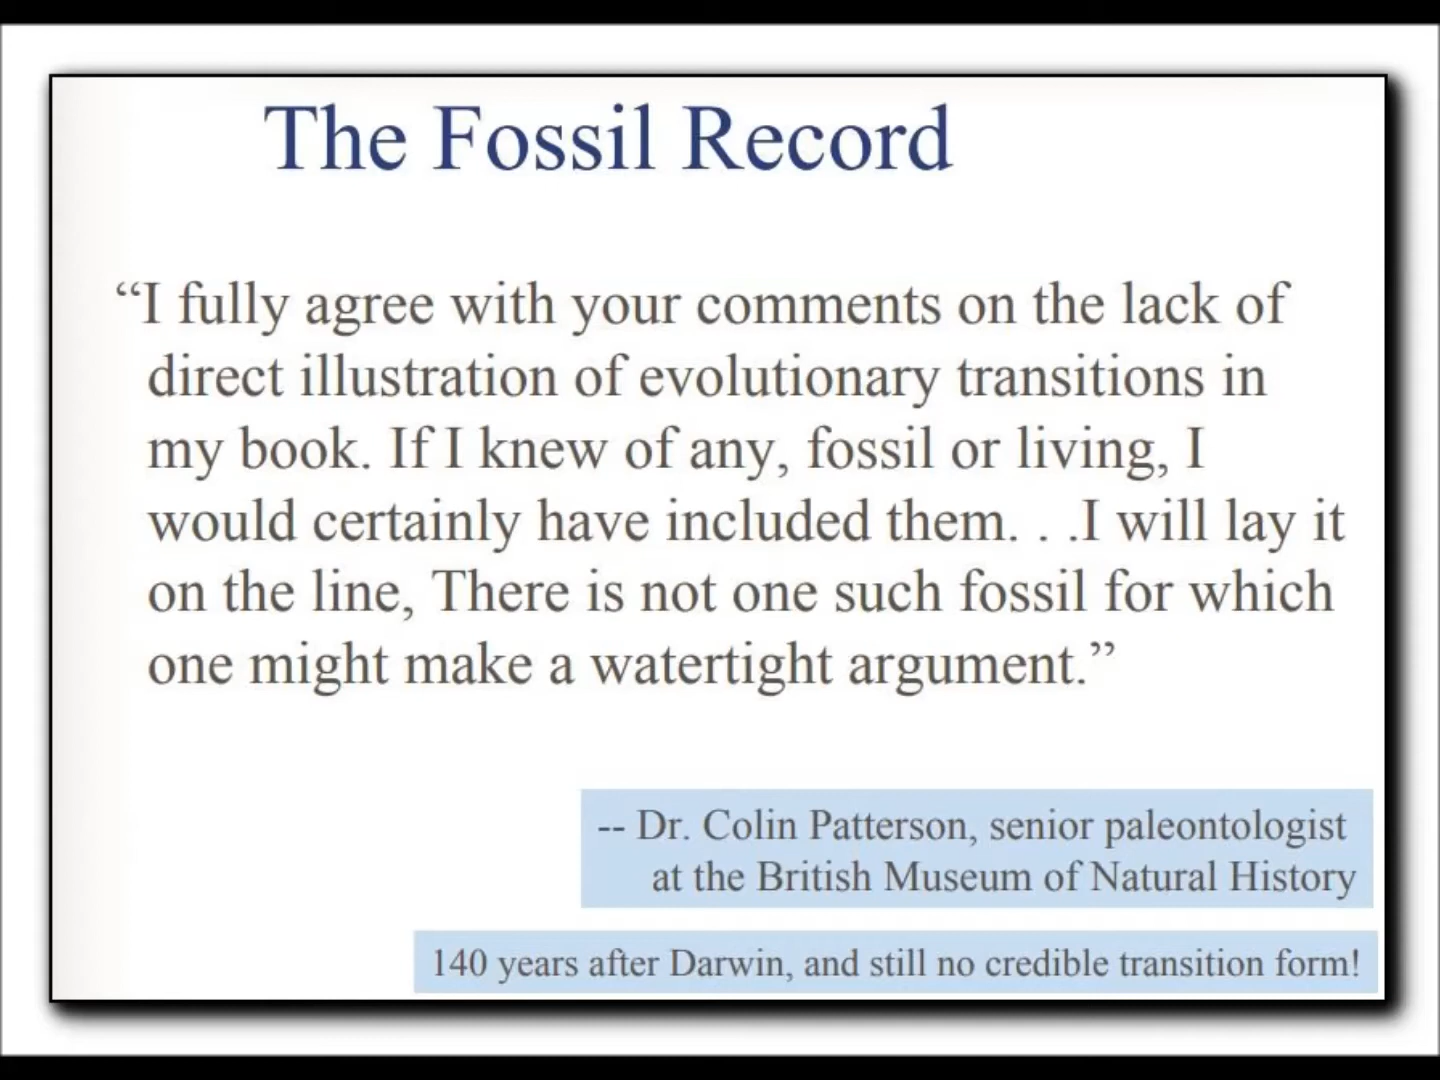 The Fossil Record
“I fully agree with your comments on the lack of
direct illustration of evolutionary transitions in
my book. If I knew of any, fossil or living, I
would certainly have included them. . .I will lay it
on the line, There is not one such fossil for which
one might make a watertight argument.”
-- Dr. Colin Patterson, senior paleontologist
at the British Museum of Natural History
140 years after Darwin, and still no credible transition form!